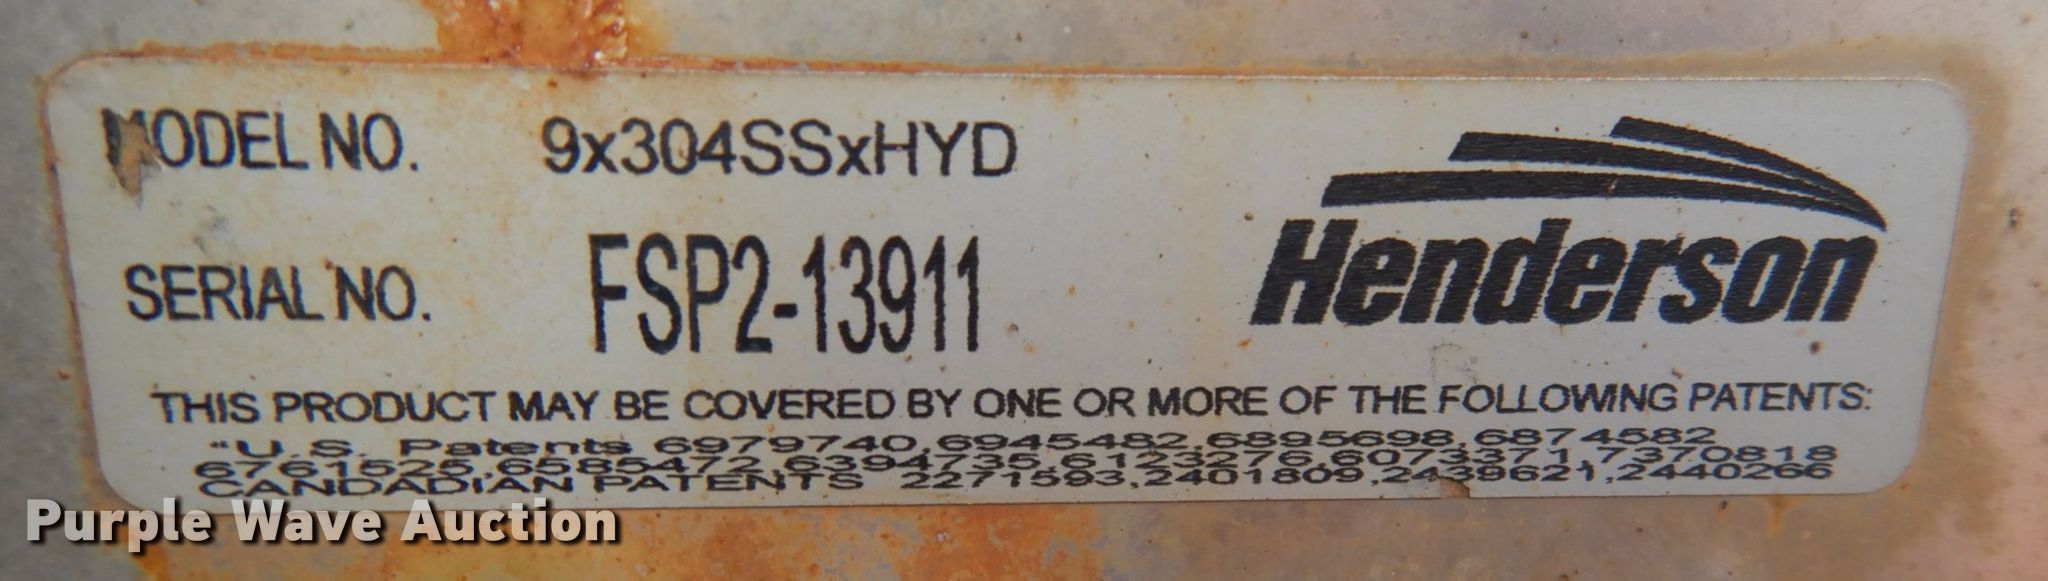 MODEL NO. 9x304SSxHYD
SERIAL NO. FSP2-13911
Henderson
THIS PRODUCT MAY BE COVERED BY ONE OR MORE OF THE FOLLOWING PATENTS:
"U.S. Patents 6979740,6945482,6895698,6874582
6761525,6585472,6394735,6123276,6073371,7370818
CANDADIAN PATENTS 2271593,2401809,2439621,2440266
Purple Wave Auction